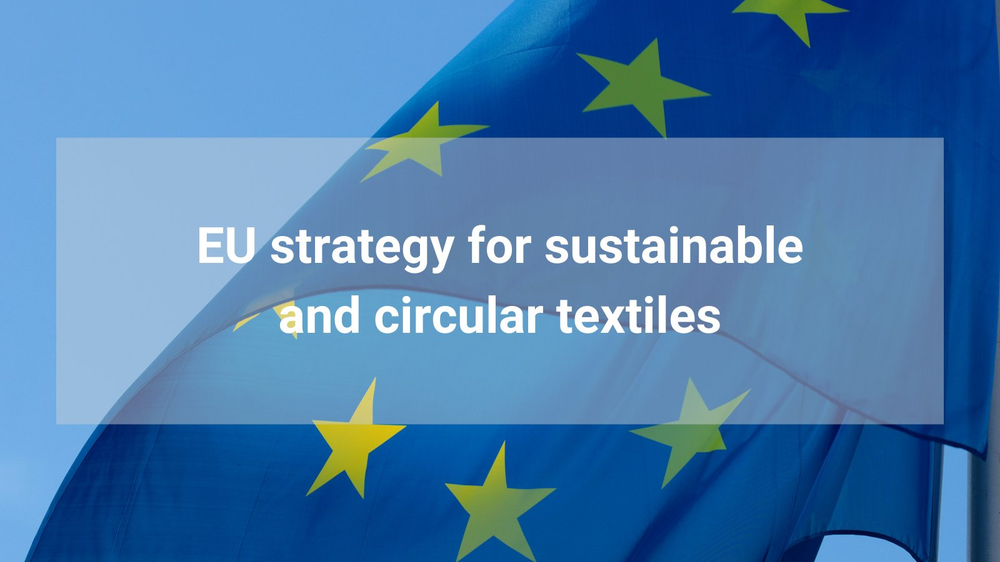 EU strategy for sustainable
and circular textiles